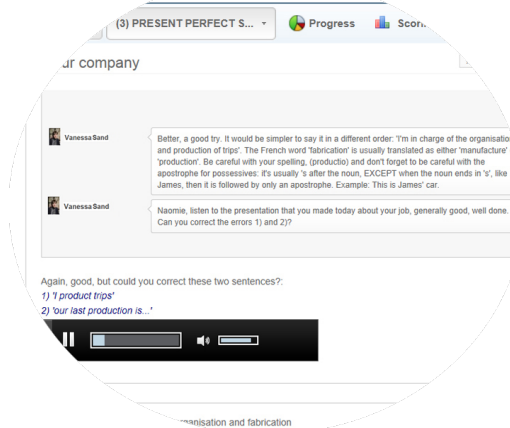 (3) PRESENT PERFECT S... Progress
company
Vanessa Sand
Better, a good try. It would be simpler to say it in a different order: 'I'm in charge of the organisation
and production of trips'. The French word 'fabrication' is usually translated as either 'manufacture'
'production'. Be careful with your spelling, (productio) and don't forget to be careful with the
apostrophe for possessives: it's usually 's after the noun, EXCEPT when the noun ends in 's', like
James, then it is followed by only an apostrophe. Example: This is James' car.
Vanessa Sand
Naomie, listen to the presentation that you made today about your job, generally good, well done.
Can you correct the errors 1) and 2)?
Again, good, but could you correct these two sentences?:
1) 'I product trips'
2) 'our last production is...'
and fabrication